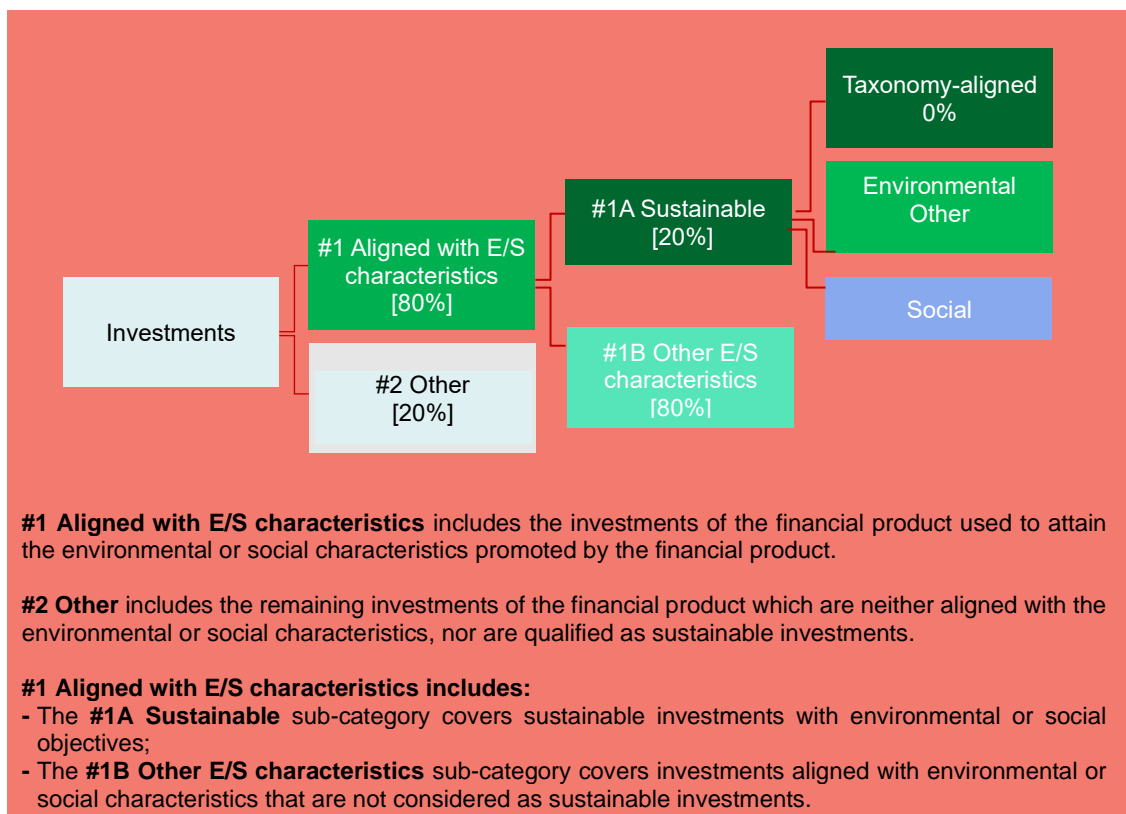 Taxonomy-aligned
0%
Environmental
Other
#1A Sustainable
[20%]
#1 Aligned with E/S
characteristics
[80%]
Social
Investments
#1B Other E/S
characteristics
[80%]
#2 Other
[20%]
#1 Aligned with E/S characteristics includes the investments of the financial product used to attain
the environmental or social characteristics promoted by the financial product.
#2 Other includes the remaining investments of the financial product which are neither aligned with the
environmental or social characteristics, nor are qualified as sustainable investments.
#1 Aligned with E/S characteristics includes:
- The #1A Sustainable sub-category covers sustainable investments with environmental or social
objectives;
- The #1B Other E/S characteristics sub-category covers investments aligned with environmental or
social characteristics that are not considered as sustainable investments.